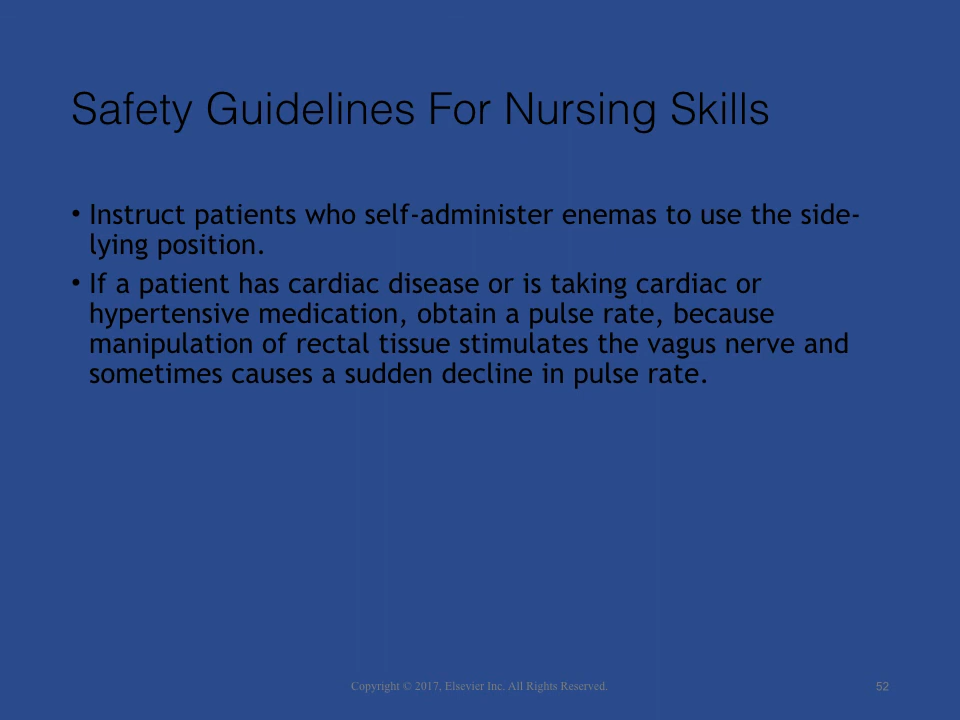 Safety Guidelines For Nursing Skills
• Instruct patients who self-administer enemas to use the side-
lying position.
• If a patient has cardiac disease or is taking cardiac or
hypertensive medication, obtain a pulse rate, because
manipulation of rectal tissue stimulates the vagus nerve and
sometimes causes a sudden decline in pulse rate.
Copyright © 2017, Elsevier Inc. All Rights Reserved.
52